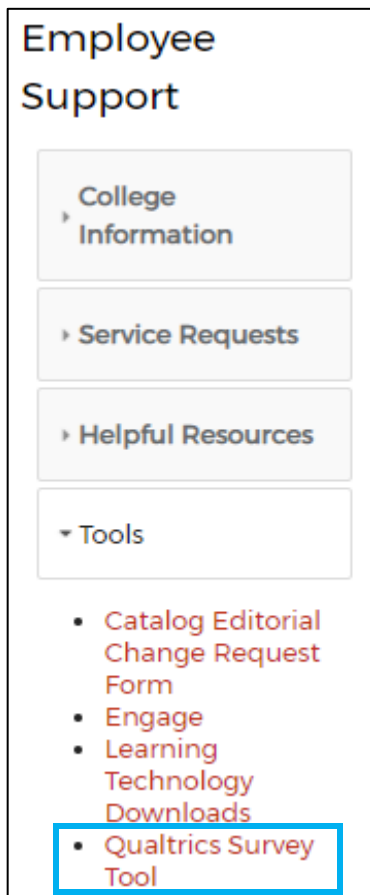 Employee
Support
College
Information
Service Requests
Helpful Resources
Tools
Catalog Editorial
Change Request
Form
Engage
Learning
Technology
Downloads
Qualtrics Survey
Tool